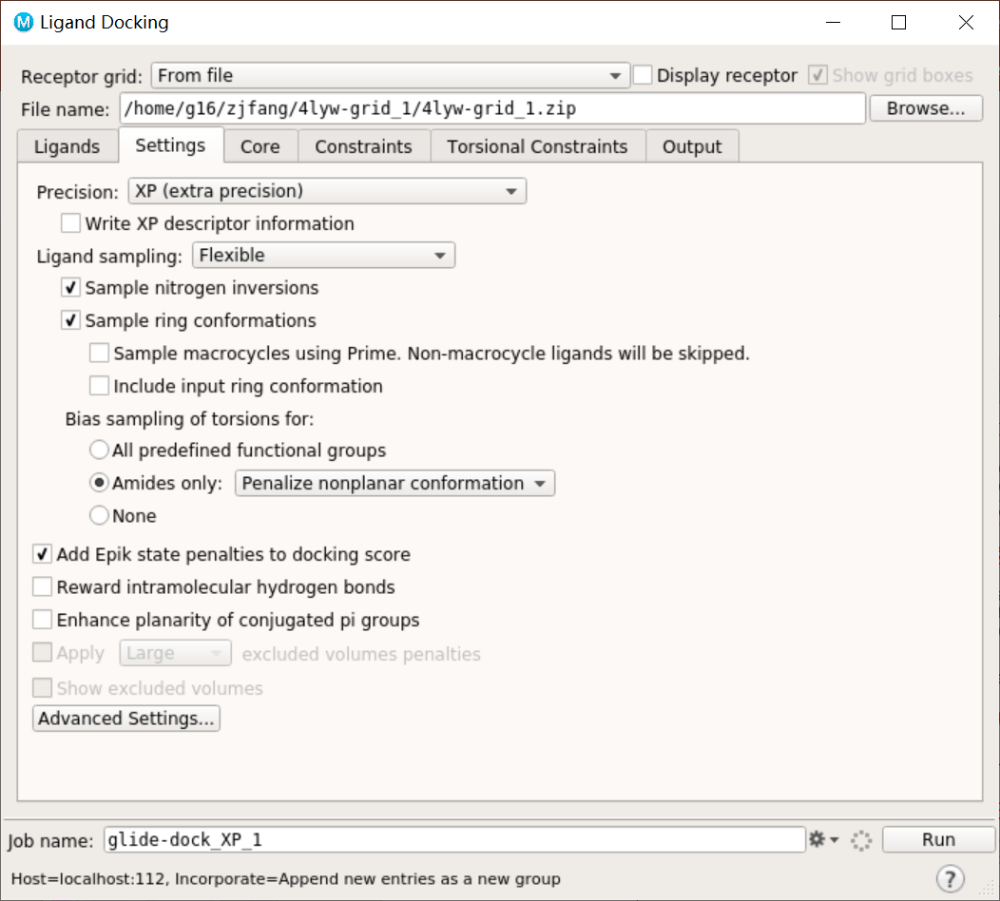 M Ligand Docking
Receptor grid: From file Display receptor Show grid boxes
File name: /home/g16/zjfang/4lyw-grid_1/4lyw-grid_1.zip Browse...
Ligands Settings Core Constraints Torsional Constraints Output
Precision: XP (extra precision)
Write XP descriptor information
Ligand sampling: Flexible
Sample nitrogen inversions
Sample ring conformations
Sample macrocycles using Prime. Non-macrocycle ligands will be skipped.
Include input ring conformation
Bias sampling of torsions for:
All predefined functional groups
Amides only: Penalize nonplanar conformation
None
Add Epik state penalties to docking score
Reward intramolecular hydrogen bonds
Enhance planarity of conjugated pi groups
Apply Large excluded volumes penalties
Show excluded volumes
Advanced Settings...
Job name: glide-dock_XP_1 Run
Host=localhost:112, Incorporate=Append new entries as a new group ?